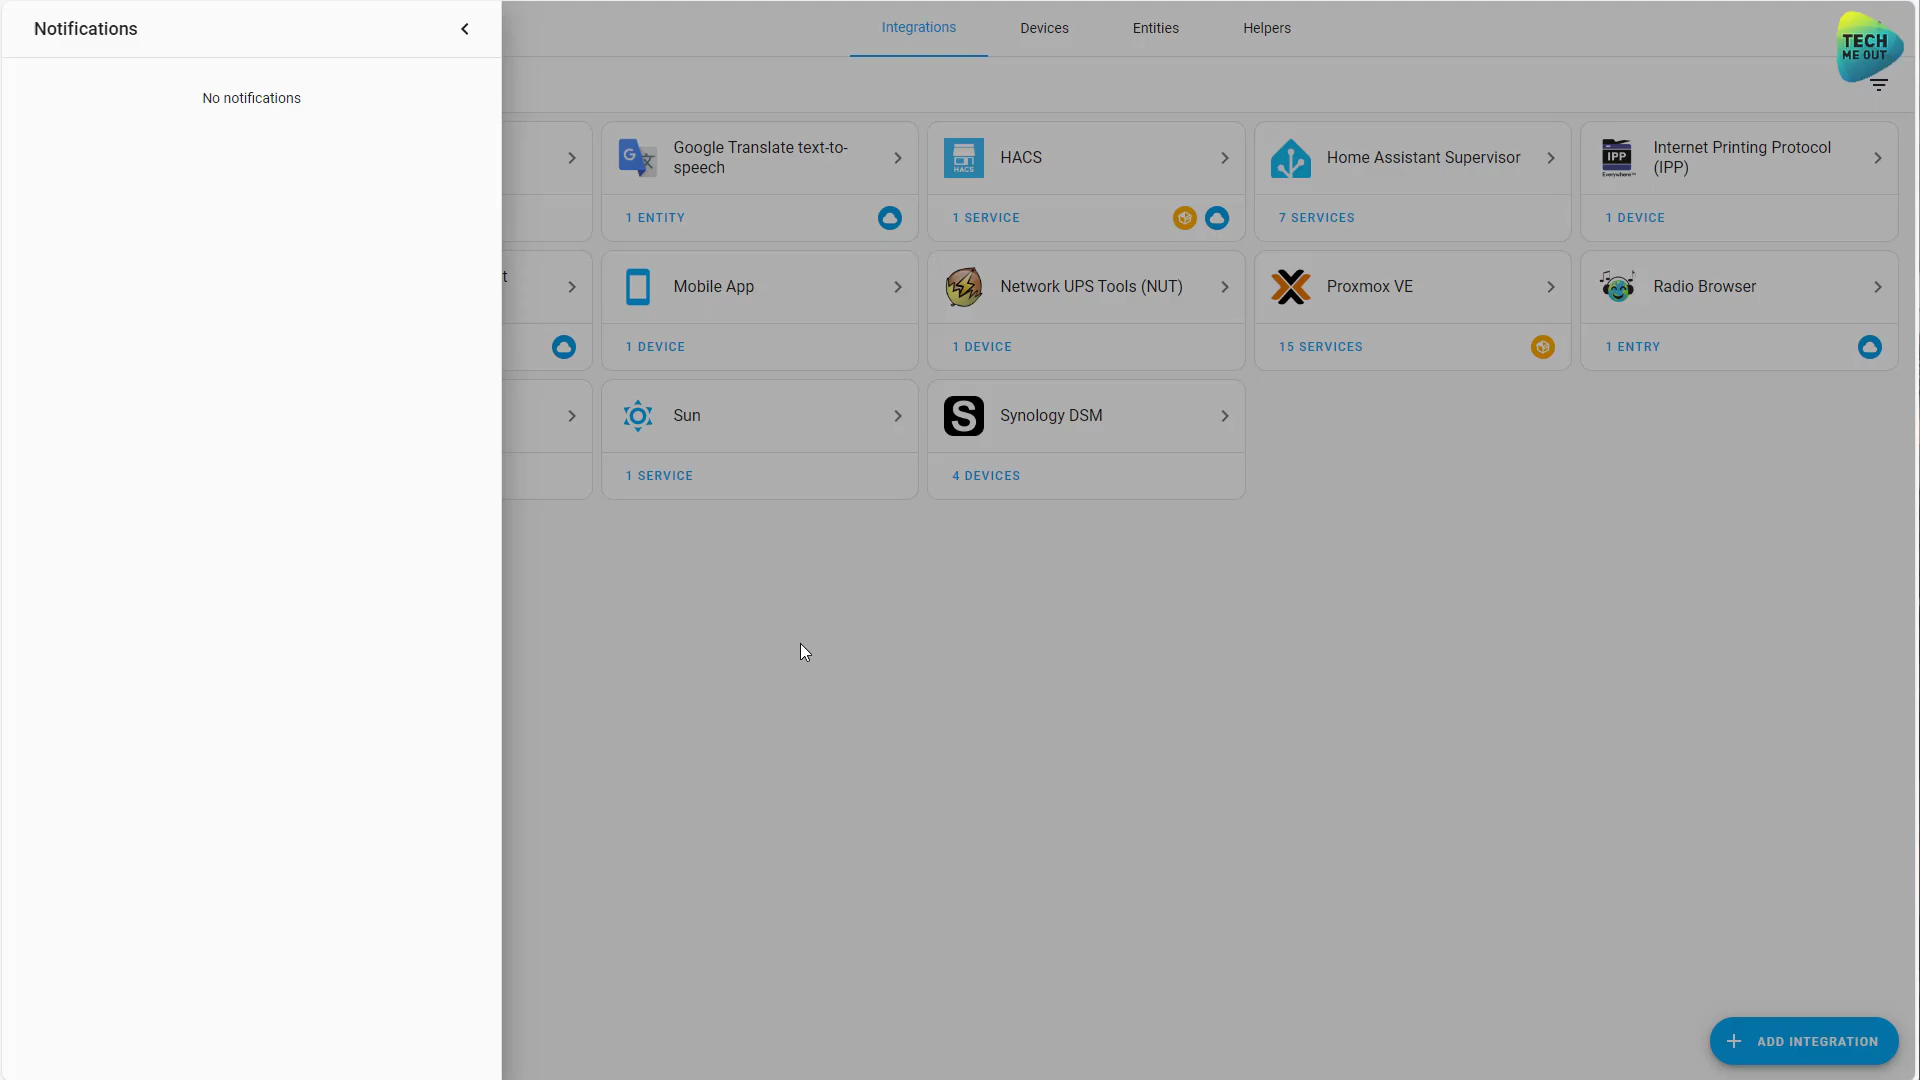 Notifications
No notifications
Integrations
Devices
Entities
Helpers
TECH
ME OUT
Google Translate text-to-
speech
1 ENTITY
HACS
HACS
1 SERVICE
Home Assistant Supervisor
7 SERVICES
IPP
Everywhere™
Internet Printing Protocol
(IPP)
1 DEVICE
t
Mobile App
1 DEVICE
Network UPS Tools (NUT)
1 DEVICE
Proxmox VE
15 SERVICES
Radio Browser
1 ENTRY
Sun
1 SERVICE
S
Synology DSM
4 DEVICES
ADD INTEGRATION